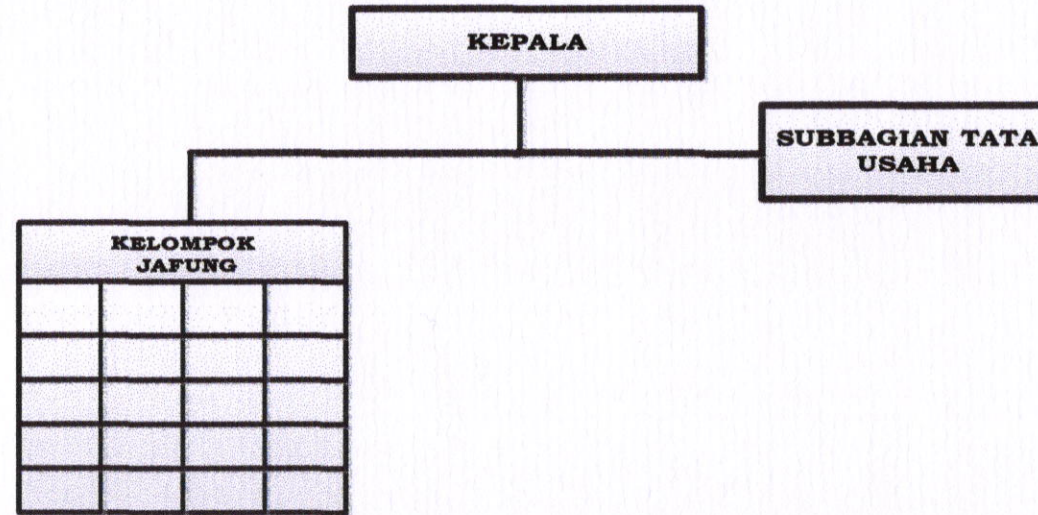 KEPALA
SUBBAGIAN TATA
USAHA
KELOMPOK
JAFUNG